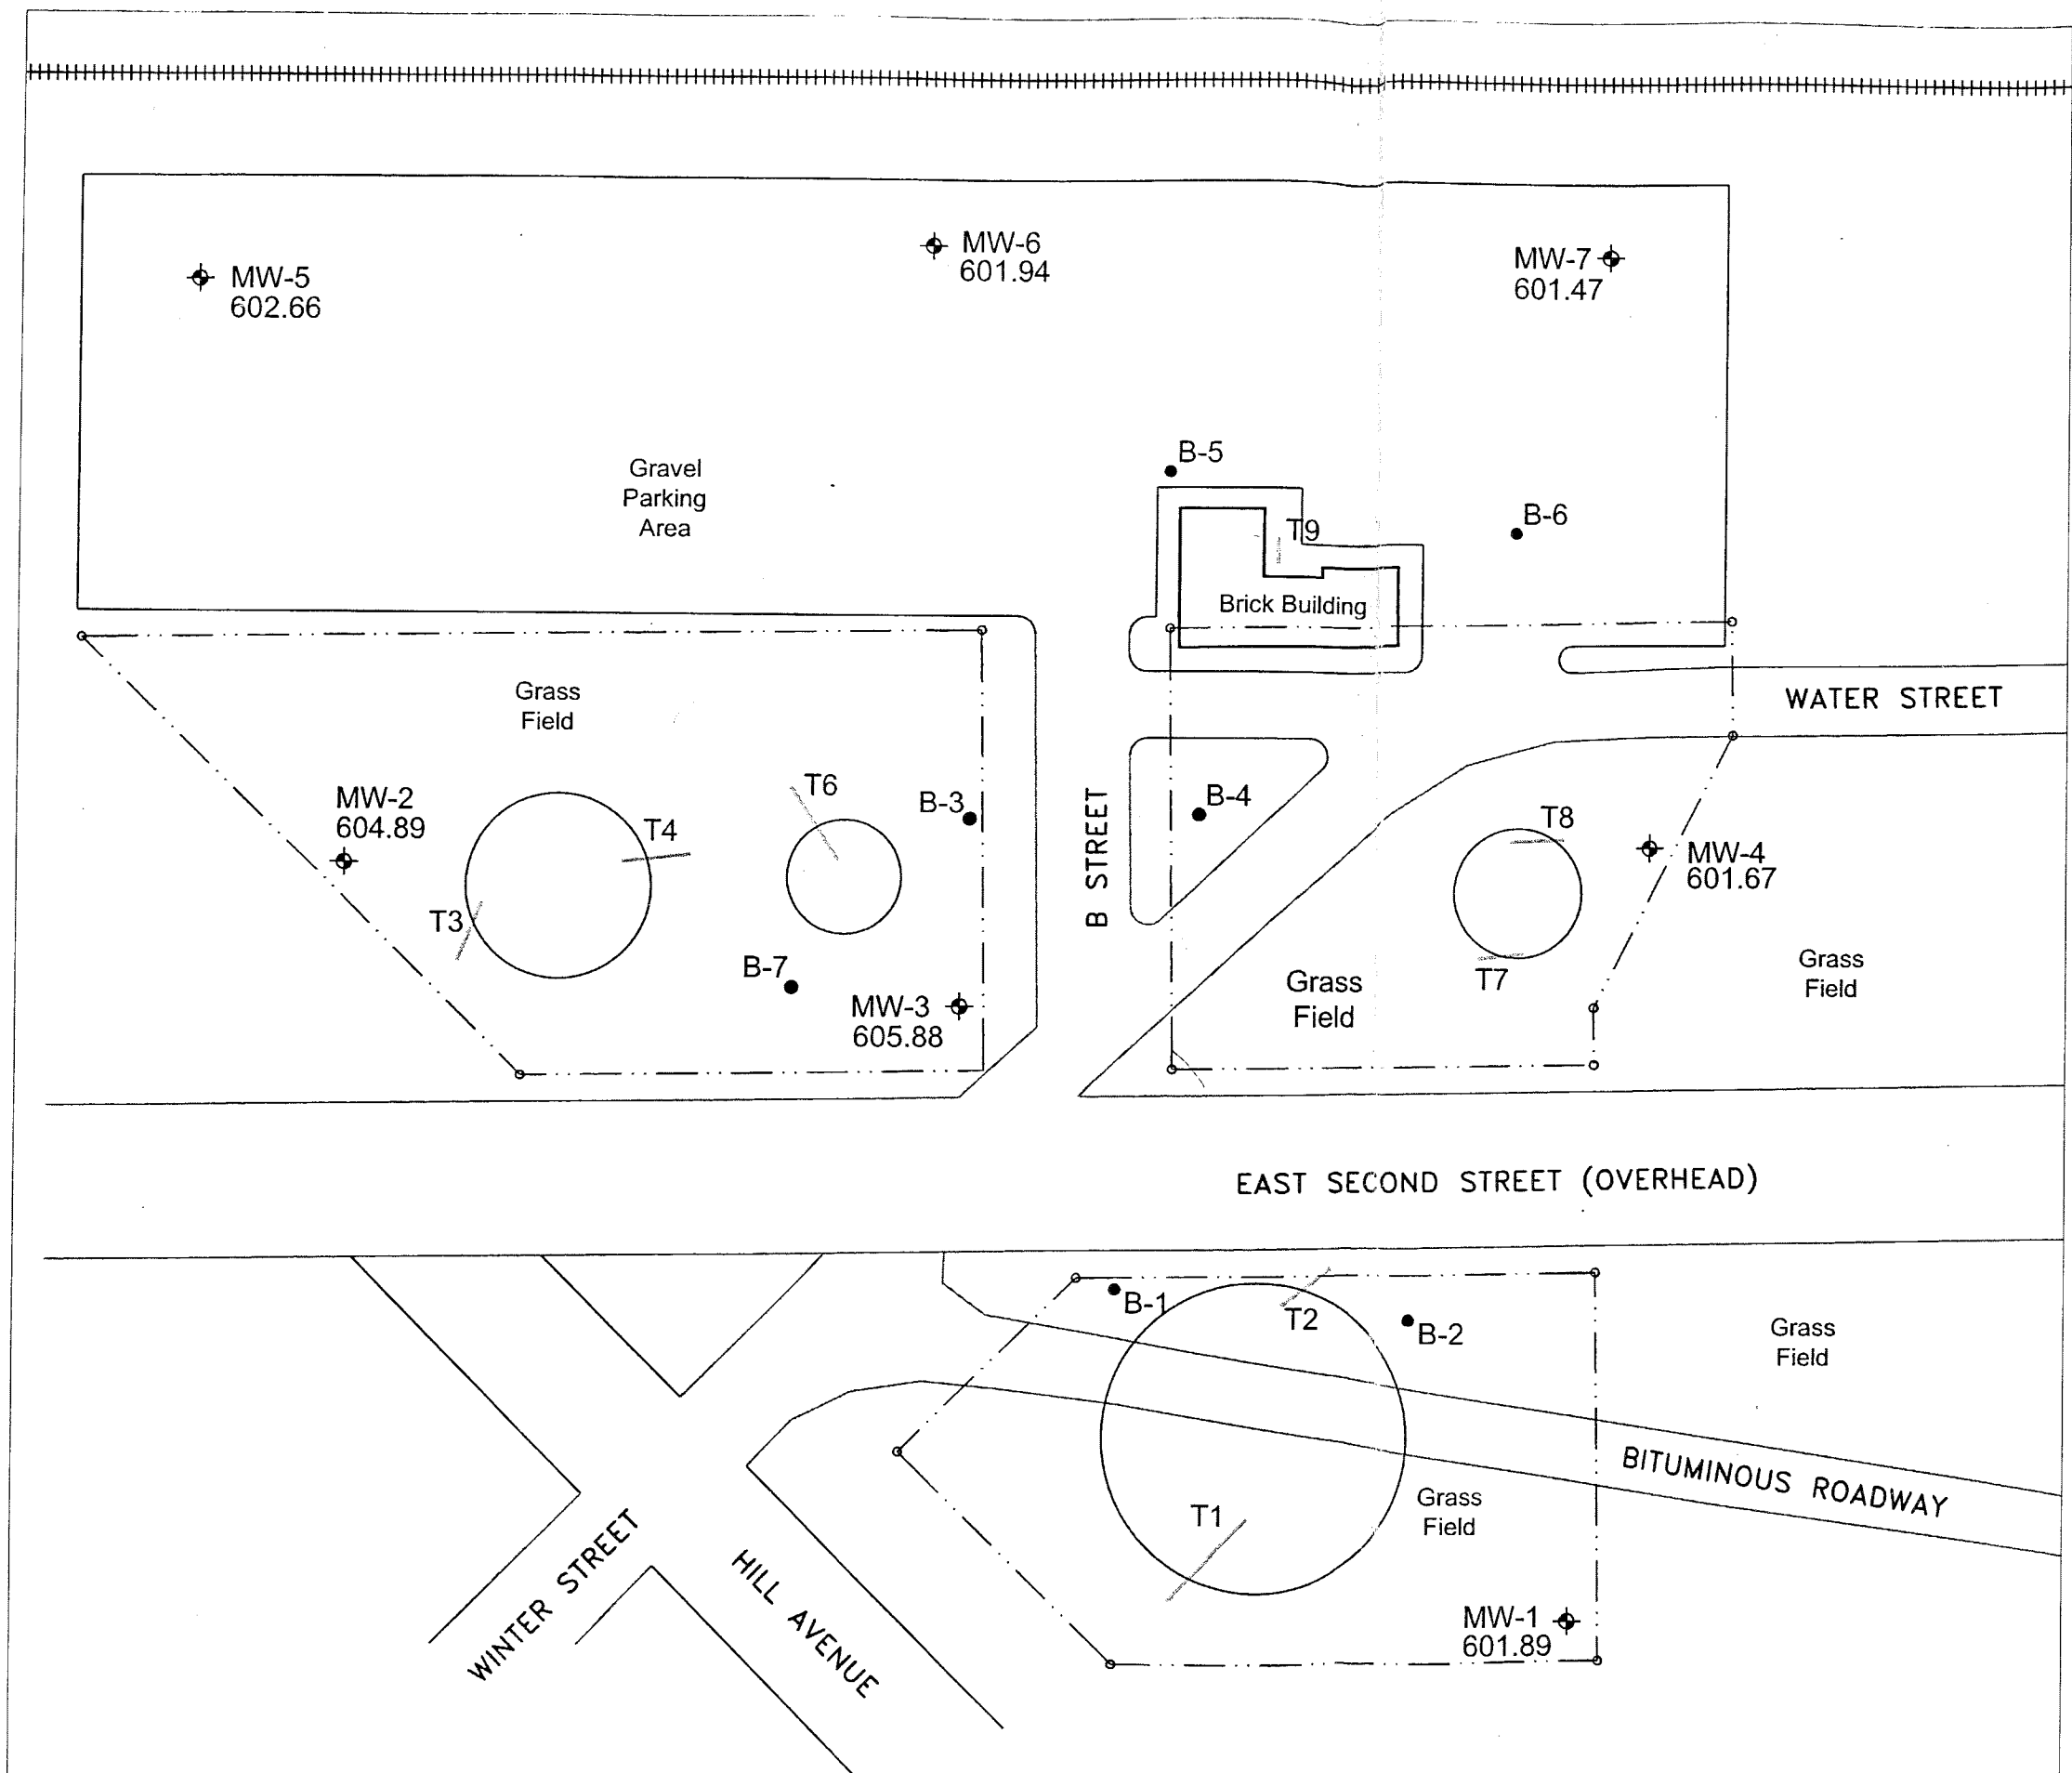 MW-6
601.94
MW-7
601.47
MW-5
602.66
B-5
Gravel
Parking
Area
B-6
T9
Brick Building
Grass
Field
WATER STREET
MW-2
604.89
T4
T6
B-3
B STREET
B-4
T8
MW-4
601.67
T3
B-7
MW-3
605.88
Grass
Field
T7
Grass
Field
EAST SECOND STREET (OVERHEAD)
B-1
T2
B-2
Grass
Field
BITUMINOUS ROADWAY
Grass
Field
T1
WINTER STREET
HILL AVENUE
MW-1
601.89